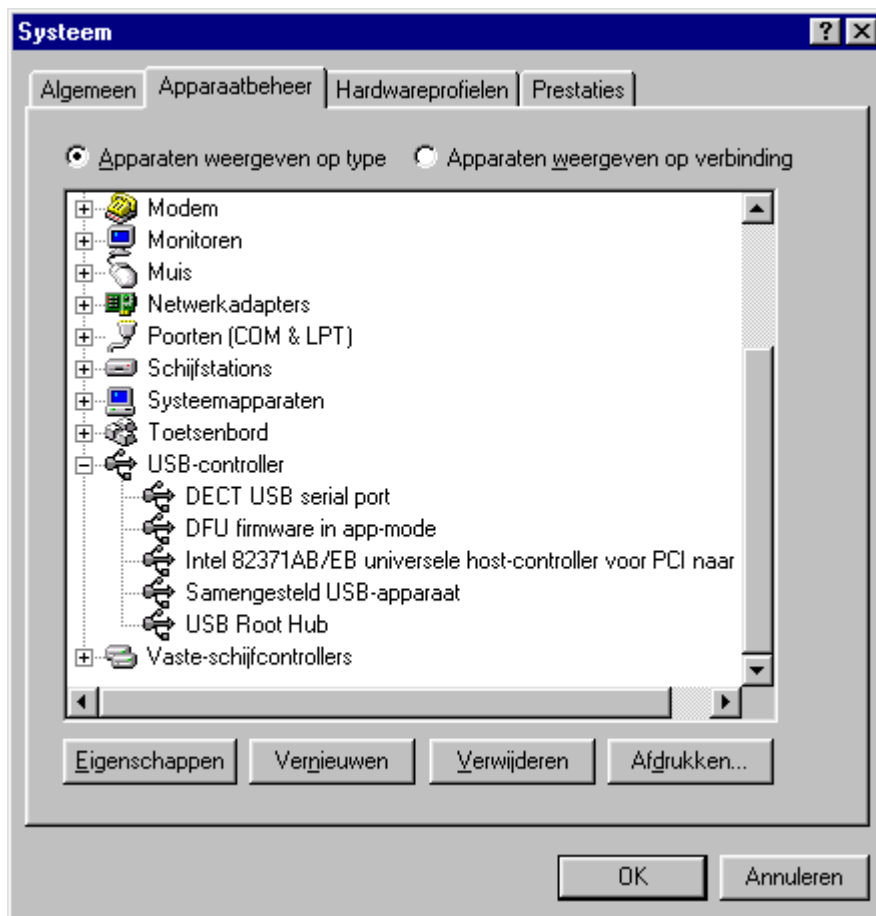 Systeem
Algemeen Apparaatbeheer Hardwareprofielen Prestaties
Apparaten weergeven op type Apparaten weergeven op verbinding
Modem
Monitoren
Muis
Netwerkadapters
Poorten (COM & LPT)
Schijfstations
Systeemapparaten
Toetsenbord
USB-controller
DECT USB serial port
DFU firmware in app-mode
Intel 82371AB/EB universele host-controller voor PCI naar
Samengesteld USB-apparaat
USB Root Hub
Vaste-schijfcontrollers
Eigenschappen Vernieuwen Verwijderen Afdrukken...
OK Annuleren